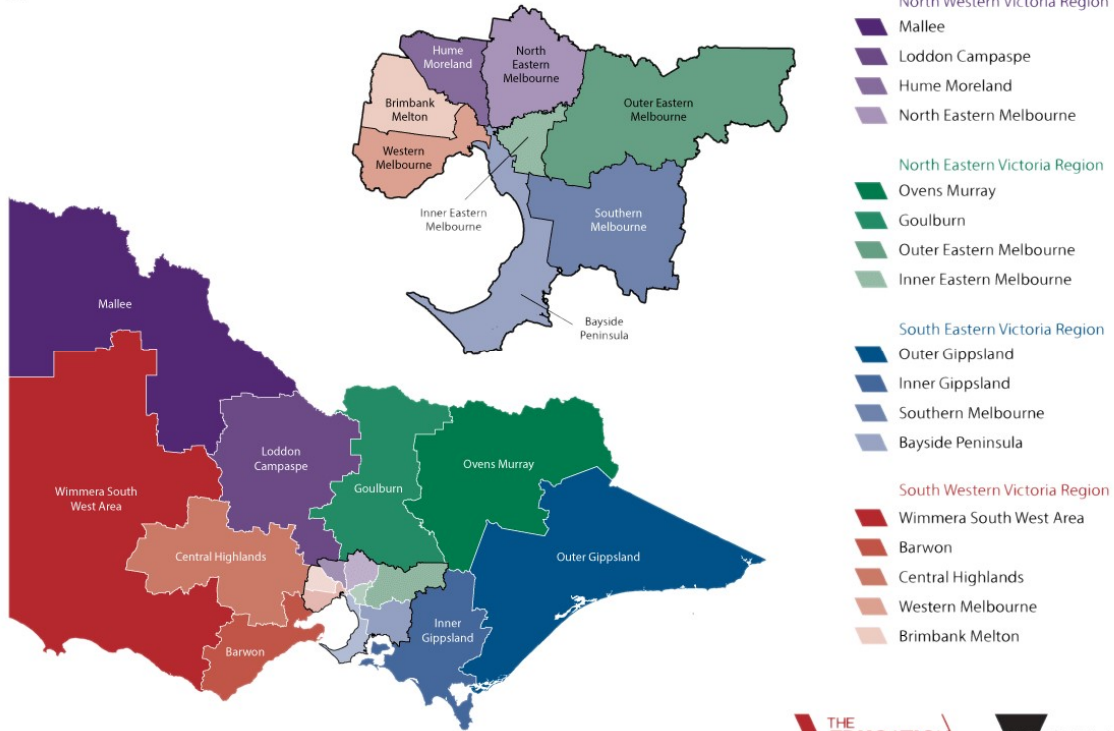 Hume
Moreland
North
Eastern
Melbourne
Brimbank
Melton
Outer Eastern
Melbourne
Western
Melbourne
Inner Eastern
Melbourne
Southern
Melbourne
Bayside
Peninsula
Mallee
Loddon
Campaspe
Goulburn
Ovens Murray
Wimmera South
West Area
Central Highlands
Outer Gippsland
Inner
Gippsland
Barwon
North Western Victoria Region
Mallee
Loddon Campaspe
Hume Moreland
North Eastern Melbourne
North Eastern Victoria Region
Ovens Murray
Goulburn
Outer Eastern Melbourne
Inner Eastern Melbourne
South Eastern Victoria Region
Outer Gippsland
Inner Gippsland
Southern Melbourne
Bayside Peninsula
South Western Victoria Region
Wimmera South West Area
Barwon
Central Highlands
Western Melbourne
Brimbank Melton
THE